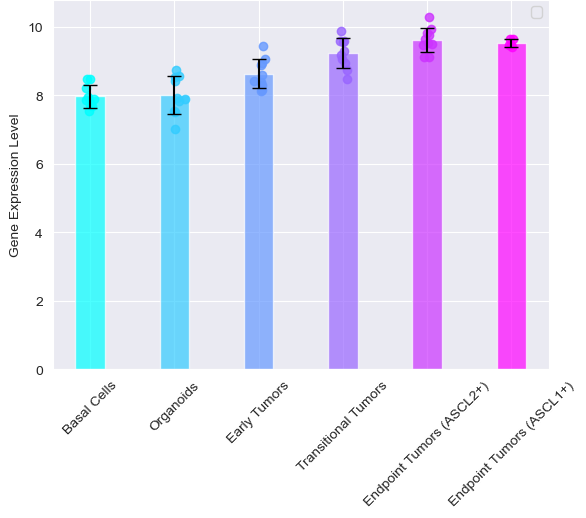 Gene Expression Level
10
8
6
4
2
0
Basal Cells
Organoids
Early Tumors
Transitional Tumors
Endpoint Tumors (ASCL2+)
Endpoint Tumors (ASCL1+)